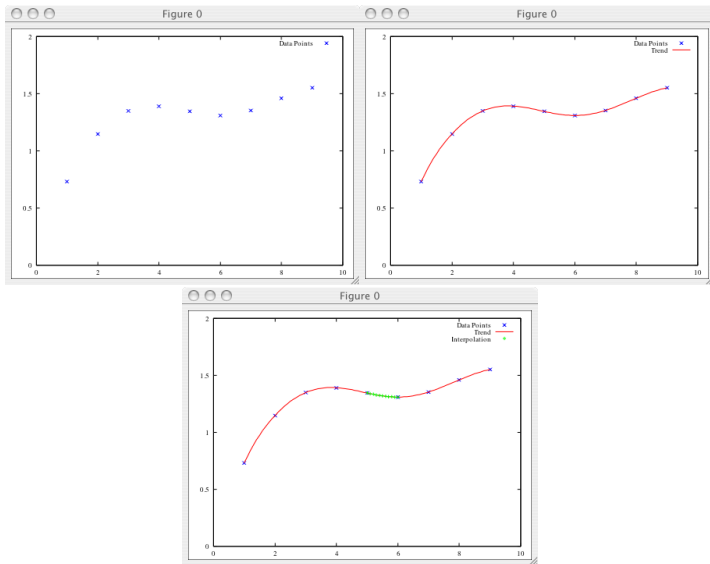 Figure 0
2
Data Points
1.5
1
0.5
0
0 2 4 6 8 10
Figure 0
2
Data Points
Trend
1.5
1
0.5
0
0 2 4 6 8 10
Figure 0
2
Data Points
Trend
Interpolation
1.5
1
0.5
0
0 2 4 6 8 10